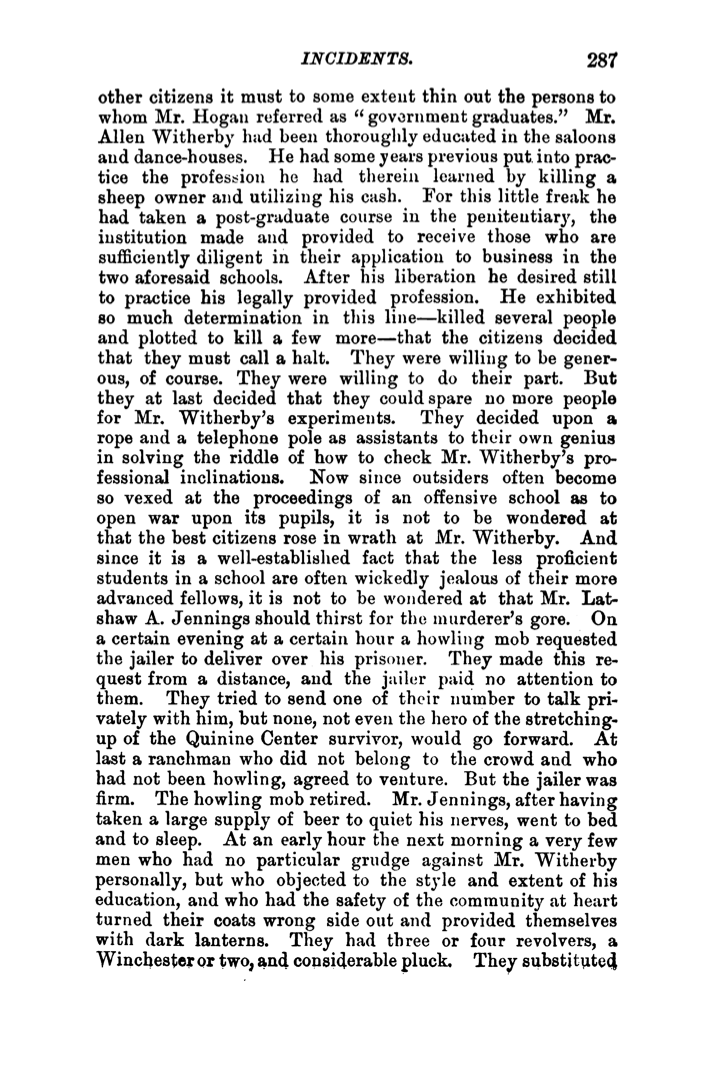 INCIDENTS. 287
other citizens it must to some extent thin out the persons to
whom Mr. Hogan referred as “government graduates.” Mr.
Allen Witherby had been thoroughly educated in the saloons
and dance-houses. He had some years previous put into prac-
tice the profession he had therein learned by killing a
sheep owner and utilizing his cash. For this little freak he
had taken a post-graduate course in the penitentiary, the
institution made and provided to receive those who are
sufficiently diligent in their application to business in the
two aforesaid schools. After his liberation he desired still
to practice his legally provided profession. He exhibited
so much determination in this line—killed several people
and plotted to kill a few more—that the citizens decided
that they must call a halt. They were willing to be gener-
ous, of course. They were willing to do their part. But
they at last decided that they could spare no more people
for Mr. Witherby's experiments. They decided upon a
rope and a telephone pole as assistants to their own genius
in solving the riddle of how to check Mr. Witherby's pro-
fessional inclinations. Now since outsiders often become
so vexed at the proceedings of an offensive school as to
open war upon its pupils, it is not to be wondered at
that the best citizens rose in wrath at Mr. Witherby. And
since it is a well-established fact that the less proficient
students in a school are often wickedly jealous of their more
advanced fellows, it is not to be wondered at that Mr. Lat-
shaw A. Jennings should thirst for the murderer's gore. On
a certain evening at a certain hour a howling mob requested
the jailer to deliver over his prisoner. They made this re-
quest from a distance, and the jailer paid no attention to
them. They tried to send one of their number to talk pri-
vately with him, but none, not even the hero of the stretching-
up of the Quinine Center survivor, would go forward. At
last a ranchman who did not belong to the crowd and who
had not been howling, agreed to venture. But the jailer was
firm. The howling mob retired. Mr. Jennings, after having
taken a large supply of beer to quiet his nerves, went to bed
and to sleep. At an early hour the next morning a very few
men who had no particular grudge against Mr. Witherby
personally, but who objected to the style and extent of his
education, and who had the safety of the community at heart
turned their coats wrong side out and provided themselves
with dark lanterns. They had three or four revolvers, a
Winchester or two, and considerable pluck. They substituted